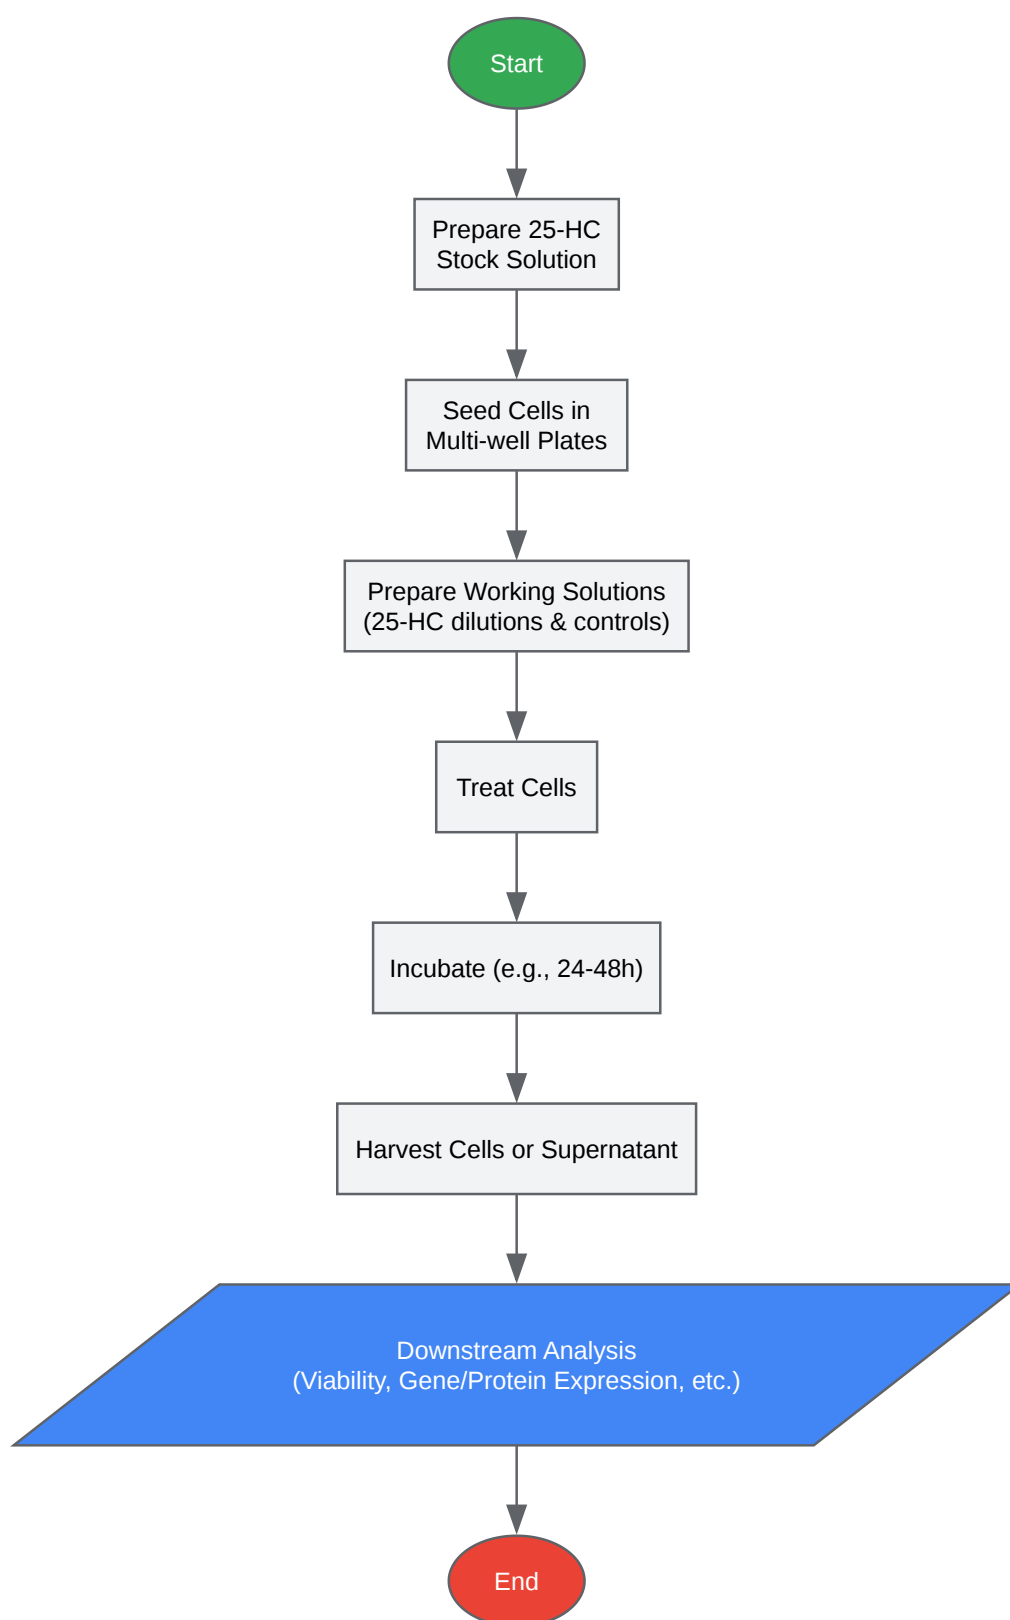 Start
Prepare 25-HC
Stock Solution
Seed Cells in
Multi-well Plates
Prepare Working Solutions
(25-HC dilutions & controls)
Treat Cells
Incubate (e.g., 24-48h)
Harvest Cells or Supernatant
Downstream Analysis
(Viability, Gene/Protein Expression, etc.)
End